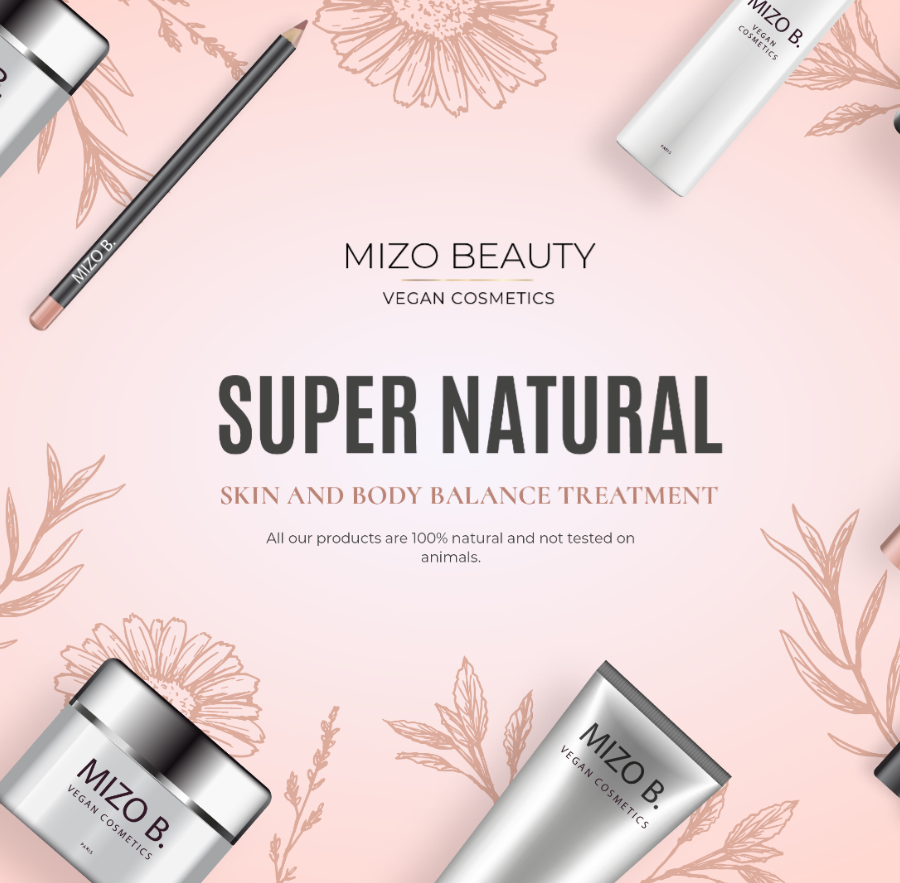 MIZO B.
VEGAN
COSMETICS
PARIS
MIZO B.
MIZO BEAUTY
VEGAN COSMETICS
SUPER NATURAL
SKIN AND BODY BALANCE TREATMENT
All our products are 100% natural and not tested on
animals.
MIZO B.
VEGAN COSMETICS
PARIS
MIZO B.
VEGAN COSMETICS